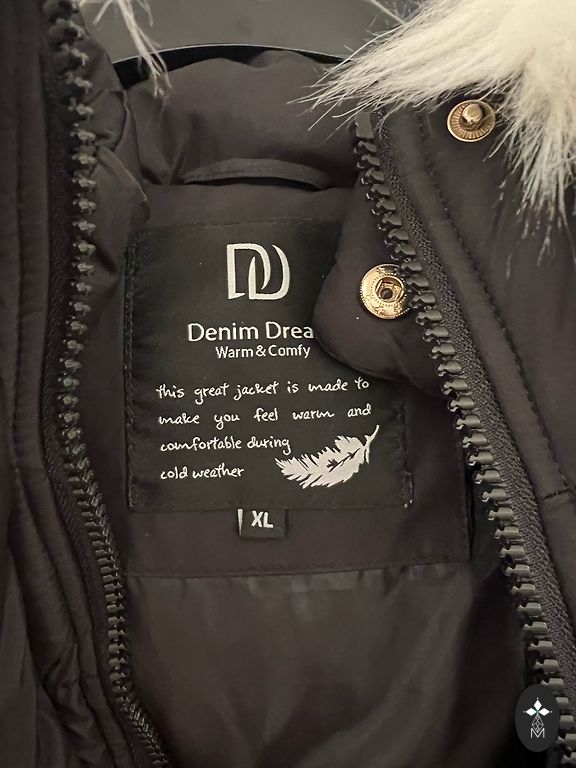 DD
Denim Drea
Warm & Comfy
this great jacket is made to
make you feel warm and
comfortable during
cold weather
XL
M